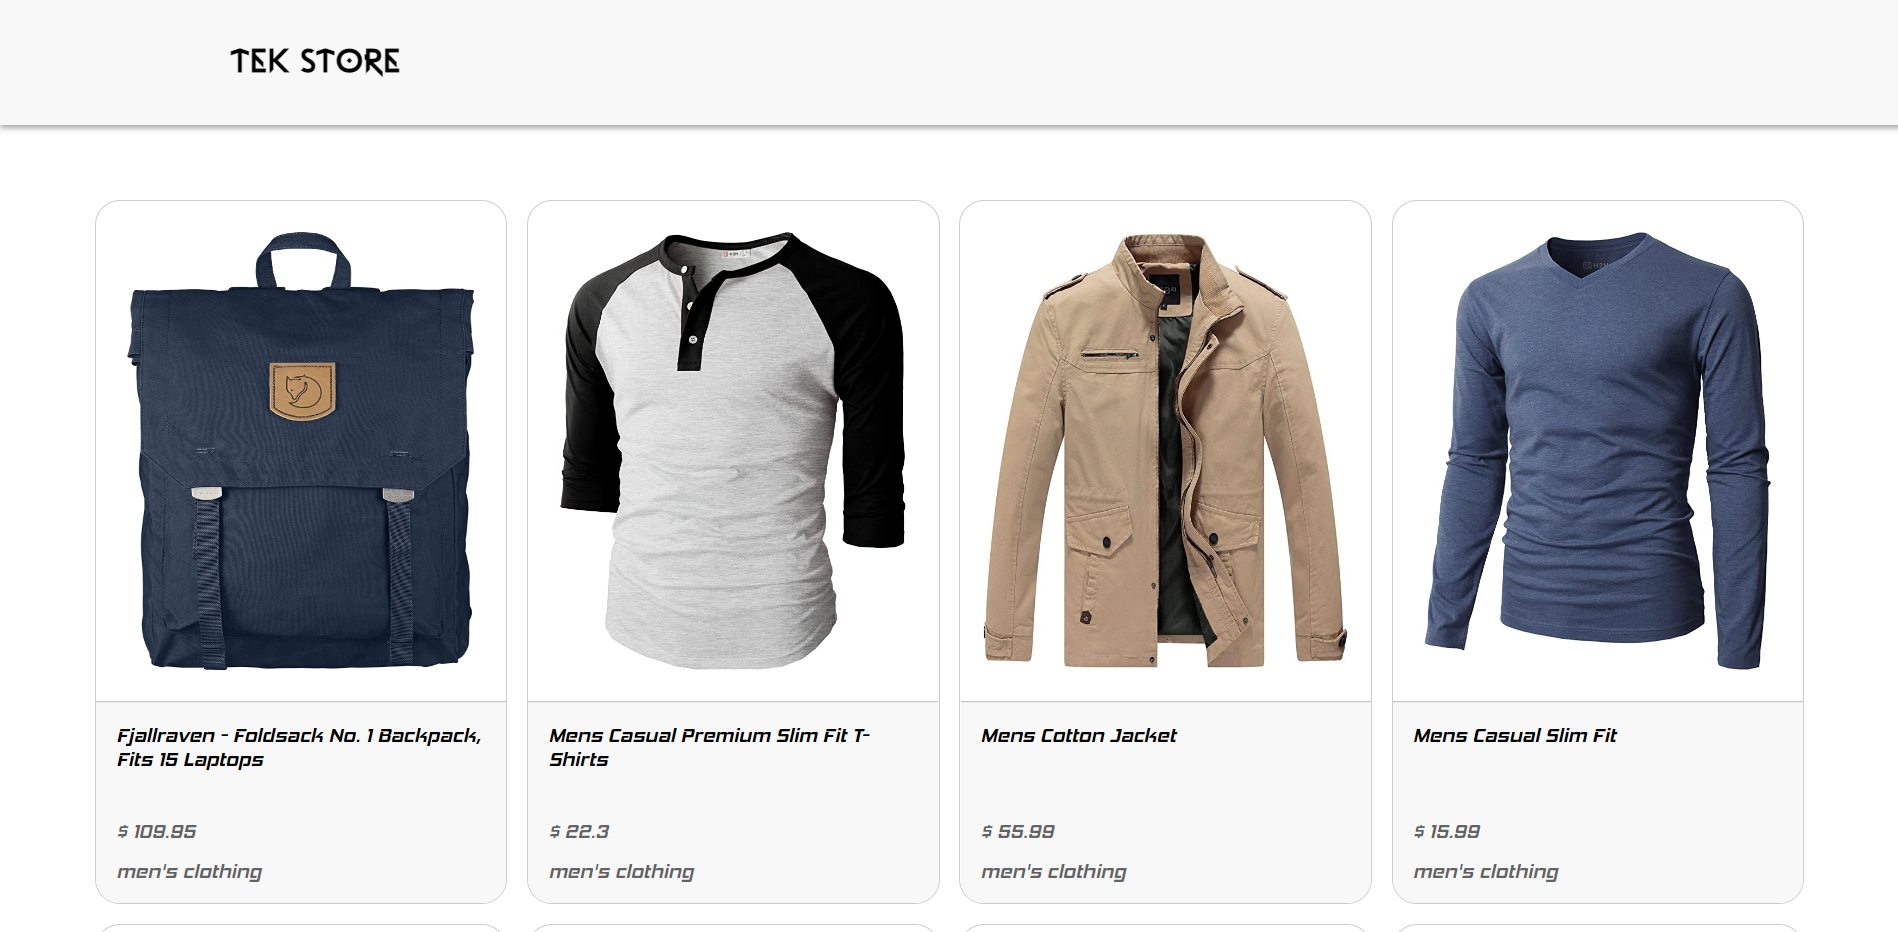 TEK STORE
Fjallraven - Foldsack No. 1 Backpack,
Fits 15 Laptops
$ 109.95
men's clothing
Mens Casual Premium Slim Fit T-
Shirts
$ 22.3
men's clothing
Mens Cotton Jacket
$ 55.99
men's clothing
Mens Casual Slim Fit
$ 15.99
men's clothing